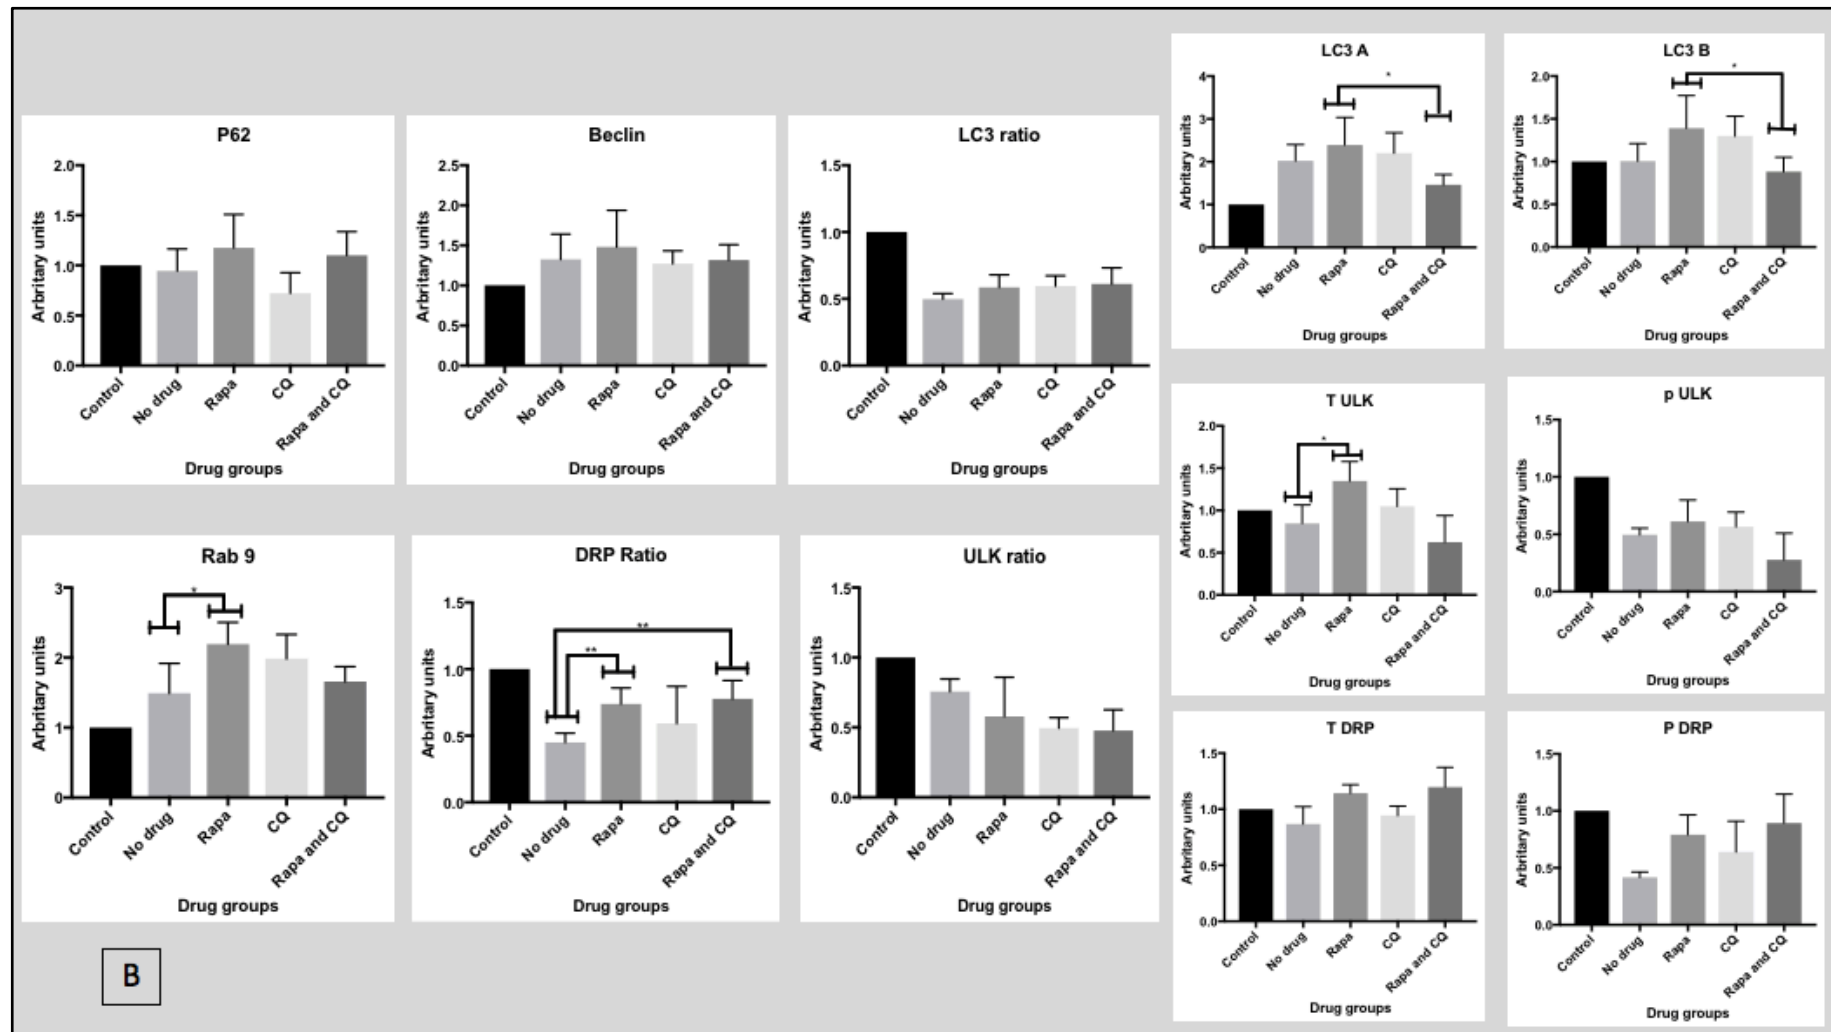 P62
Arbritary units
2.0
1.5
1.0
0.5
0.0
Control
No drug
Rapa
CQ
Rapa and CQ
Drug groups
Beclin
Arbritary units
2.5
2.0
1.5
1.0
0.5
0.0
Control
No drug
Rapa
CQ
Rapa and CQ
Drug groups
LC3 ratio
Arbritary units
1.5
1.0
0.5
0.0
Control
No drug
Rapa
CQ
Rapa and CQ
Drug groups
LC3 A
Arbritary units
4
3
2
1
0
*
Control
No drug
Rapa
CQ
Rapa and CQ
Drug groups
LC3 B
Arbritary units
2.0
1.5
1.0
0.5
0.0
*
Control
No drug
Rapa
CQ
Rapa and CQ
Drug groups
T ULK
Arbritary units
2.0
1.5
1.0
0.5
0.0
*
Control
No drug
Rapa
CQ
Rapa and CQ
Drug groups
p ULK
Arbritary units
1.5
1.0
0.5
0.0
Control
No drug
Rapa
CQ
Rapa and CQ
Drug groups
Rab 9
Arbritary units
3
2
1
0
*
Control
No drug
Rapa
CQ
Rapa and CQ
Drug groups
DRP Ratio
Arbritary units
1.5
1.0
0.5
0.0
**
**
Control
No drug
Rapa
CQ
Rapa and CQ
Drug groups
ULK ratio
Arbritary units
1.5
1.0
0.5
0.0
Control
No drug
Rapa
CQ
Rapa and CQ
Drug groups
T DRP
Arbritary units
1.5
1.0
0.5
0.0
Control
No drug
Rapa
CQ
Rapa and CQ
Drug groups
P DRP
Arbritary units
1.5
1.0
0.5
0.0
Control
No drug
Rapa
CQ
Rapa and CQ
Drug groups
B